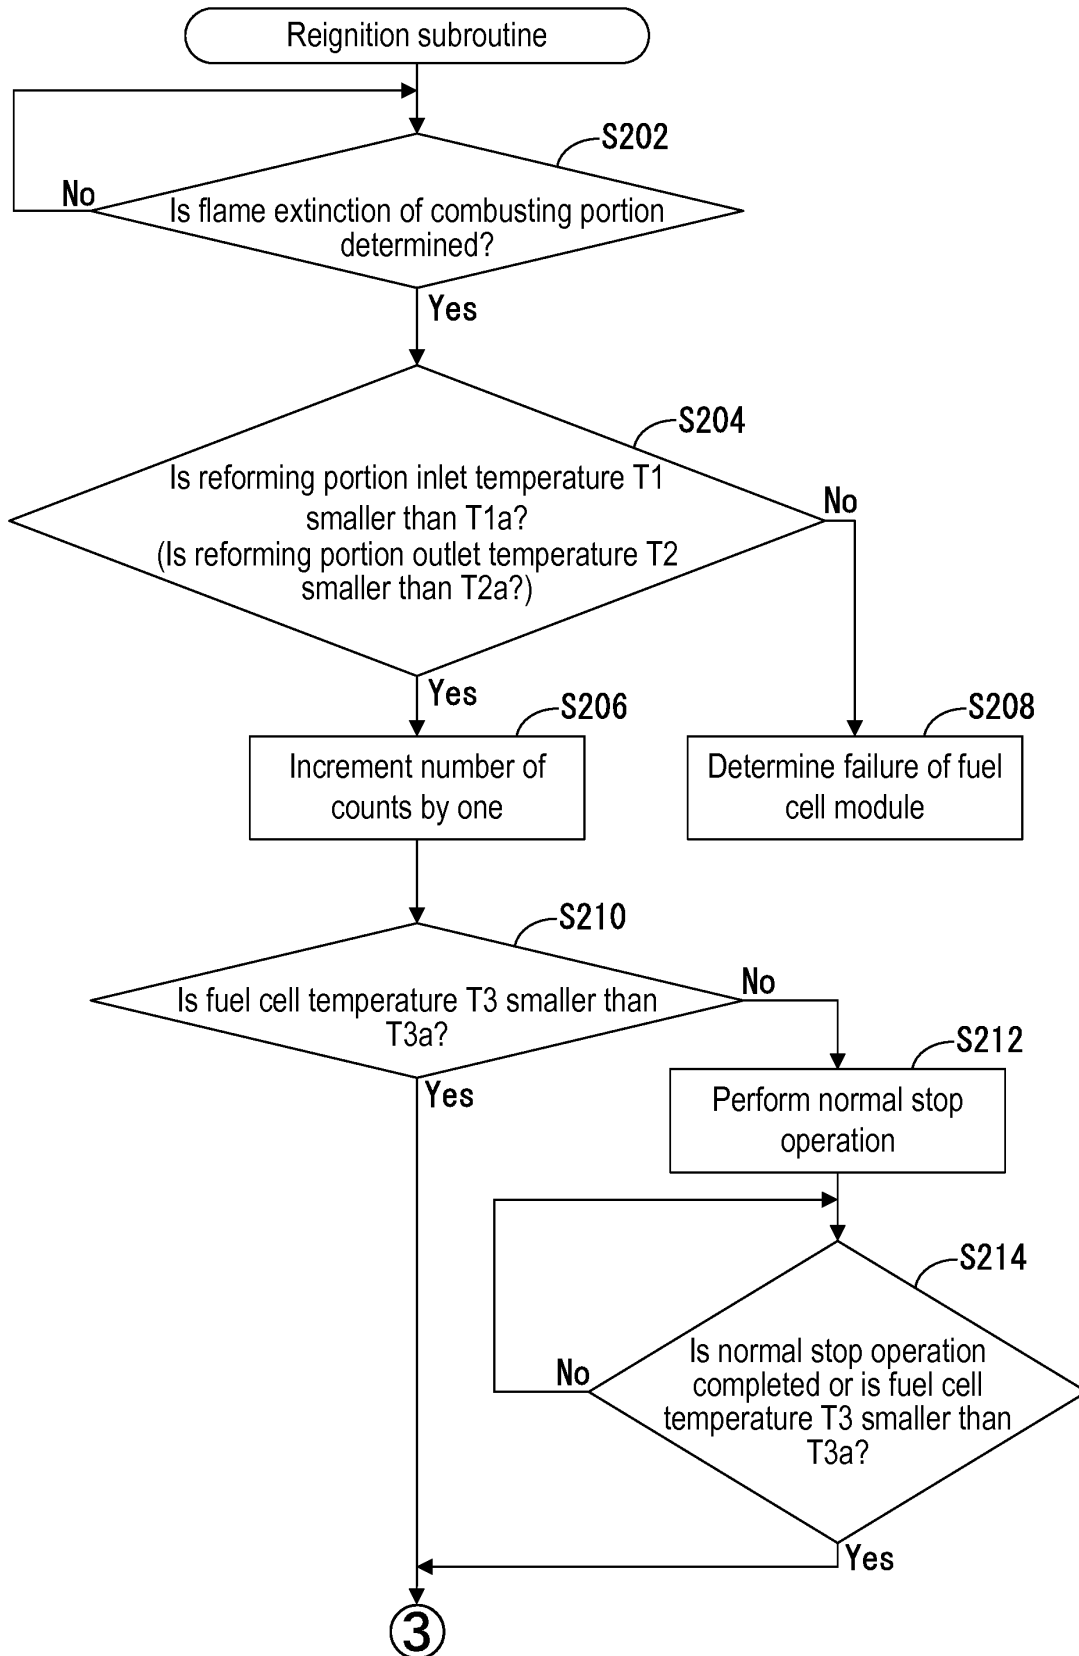 Reignition subroutine
S202
No
Is flame extinction of combusting portion
determined?
Yes
S204
Is reforming portion inlet temperature T1
smaller than T1a?
(Is reforming portion outlet temperature T2
smaller than T2a?)
No
Yes
S206
Increment number of
counts by one
S208
Determine failure of fuel
cell module
S210
Is fuel cell temperature T3 smaller than
T3a?
No
Yes
S212
Perform normal stop
operation
S214
Is normal stop operation
completed or is fuel cell
temperature T3 smaller than
T3a?
No
Yes
③